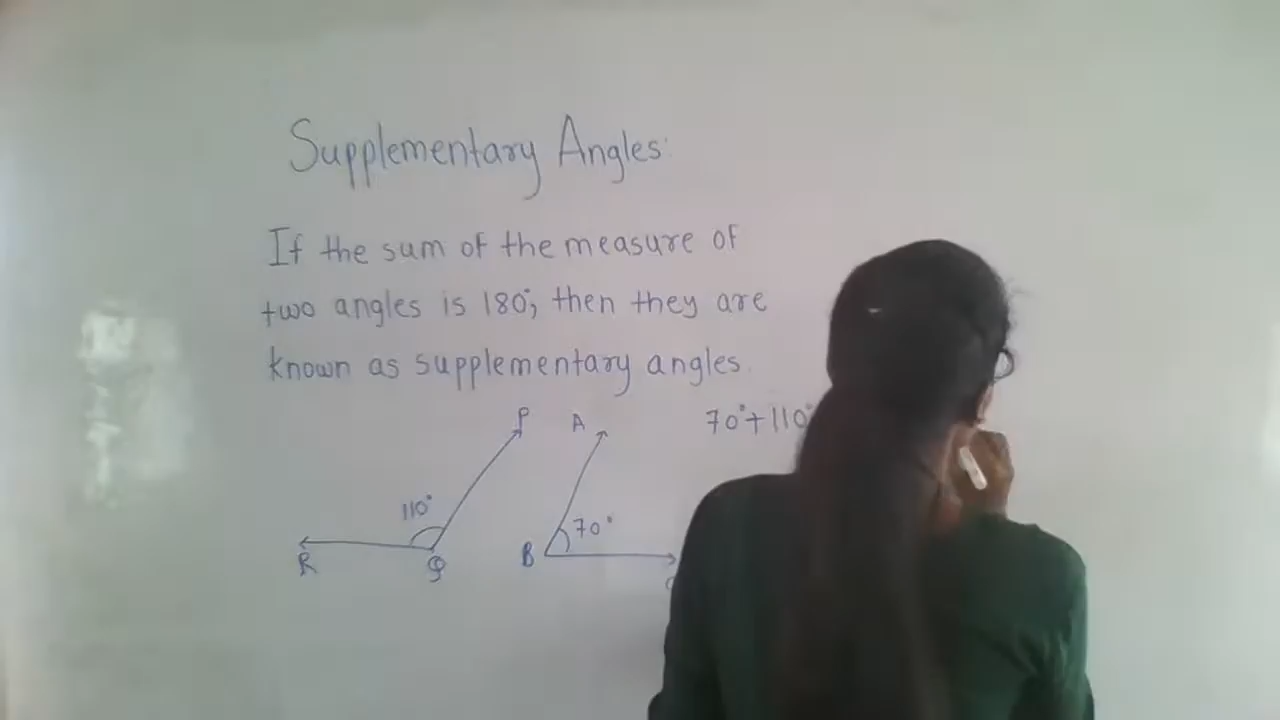 Supplementary Angles:
If the sum of the measure of
two angles is 180°, then they are
known as supplementary angles.
P A 70°+110°
110° 70°
R Q B